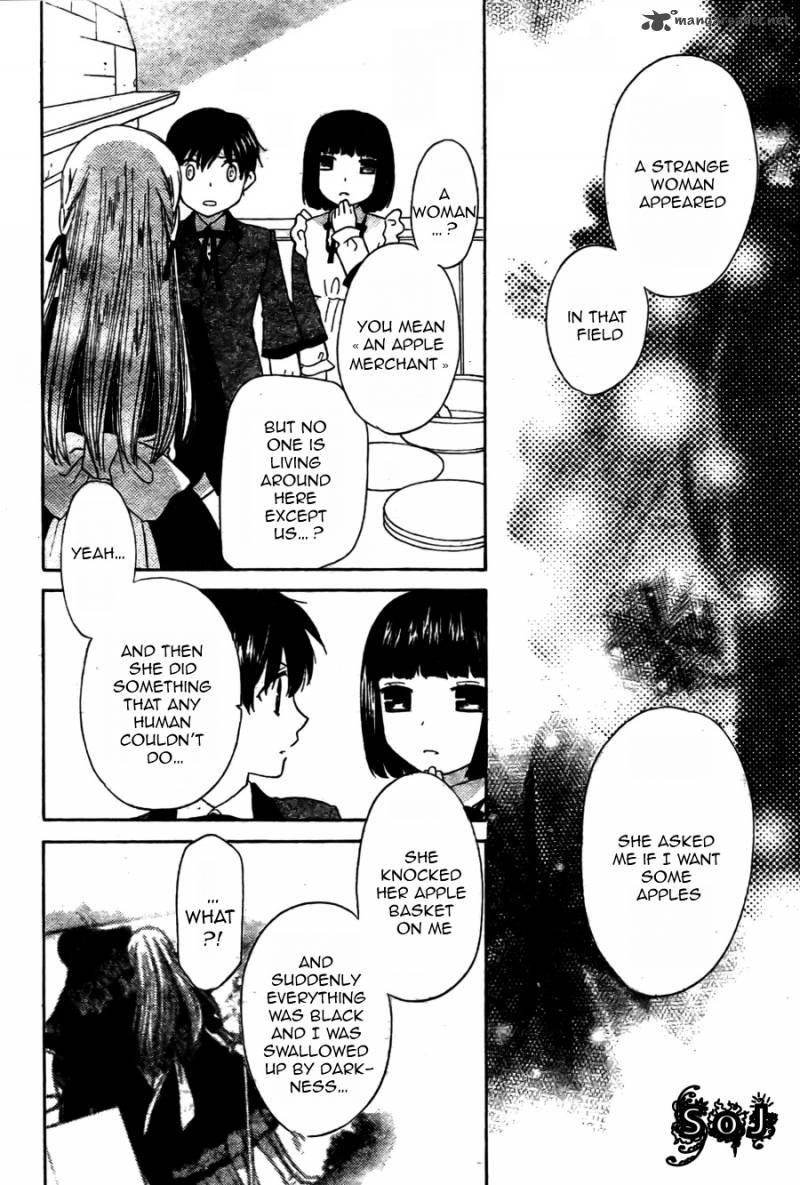 A STRANGE
WOMAN
APPEARED
IN THAT
FIELD
SHE ASKED
ME IF I WANT
SOME
APPLES
A
WOMAN
... ?
YOU MEAN
« AN APPLE
MERCHANT »
BUT NO
ONE IS
LIVING
AROUND
HERE
EXCEPT
US... ?
YEAH...
AND THEN
SHE DID
SOMETHING
THAT ANY
HUMAN
COULDN'T
DO...
SHE
KNOCKED
HER APPLE
BASKET
ON ME
AND
SUDDENLY
EVERYTHING
WAS BLACK
AND I WAS
SWALLOWED
UP BY DARK-
NESS...
...
WHAT
?!
SoJ